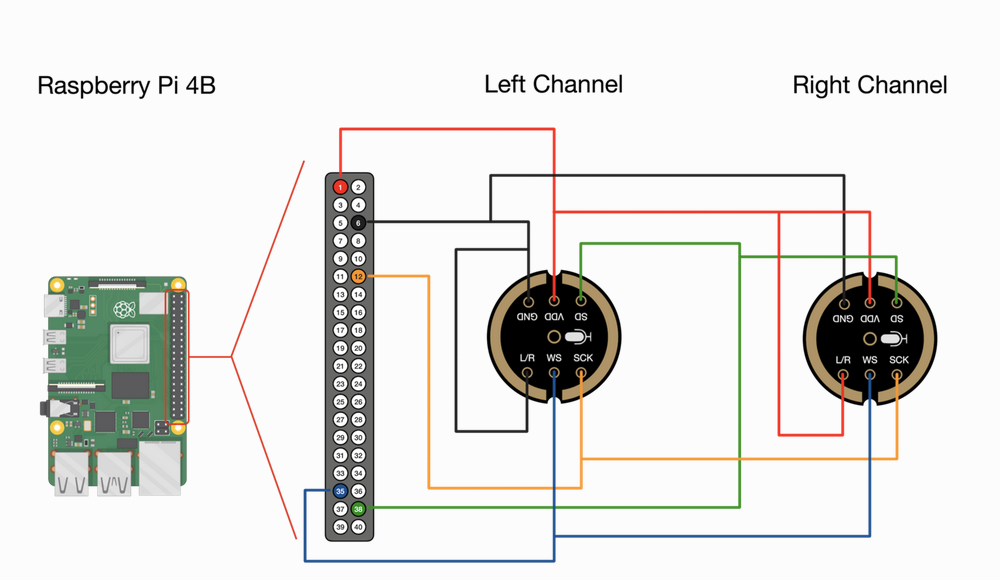 Raspberry Pi 4B
Left Channel
Right Channel
1 2
3 4
5 6
7 8
9 10
11 12
13 14
15 16
17 18
19 20
21 22
23 24
25 26
27 28
29 30
31 32
33 34
35 36
37 38
39 40
GND VDD SD
L/R WS SCK
GND VDD SD
L/R WS SCK